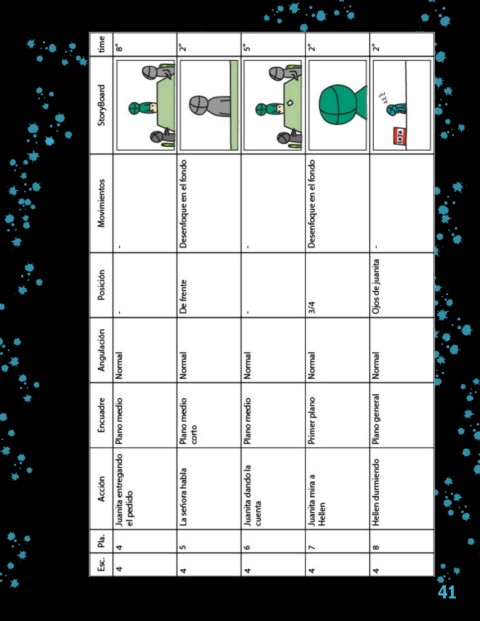 Esc. Pla. Acción Encuadre Angulación Posición Movimientos StoryBoard time
4 4 Juanita entregando el pedido Plano medio Normal - - 8"
4 5 La señora habla Plano medio corto Normal De frente Desenfoque en el fondo 2"
4 6 Juanita dando la cuenta Plano medio Normal - - 5"
4 7 Juanita mira a Hellen Primer plano Normal 3/4 Desenfoque en el fondo 2"
4 8 Hellen durmiendo Plano general Normal Ojos de juanita - 2"
41